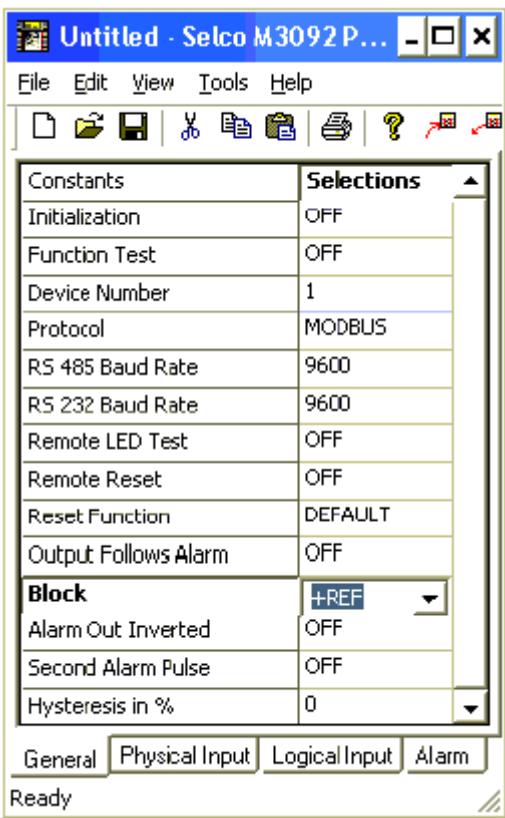 Untitled - Selco M3092 P...
File Edit View Tools Help
Constants Selections
Initialization OFF
Function Test OFF
Device Number 1
Protocol MODBUS
RS 485 Baud Rate 9600
RS 232 Baud Rate 9600
Remote LED Test OFF
Remote Reset OFF
Reset Function DEFAULT
Output Follows Alarm OFF
Block +REF
Alarm Out Inverted OFF
Second Alarm Pulse OFF
Hysteresis in % 0
General Physical Input Logical Input Alarm
Ready